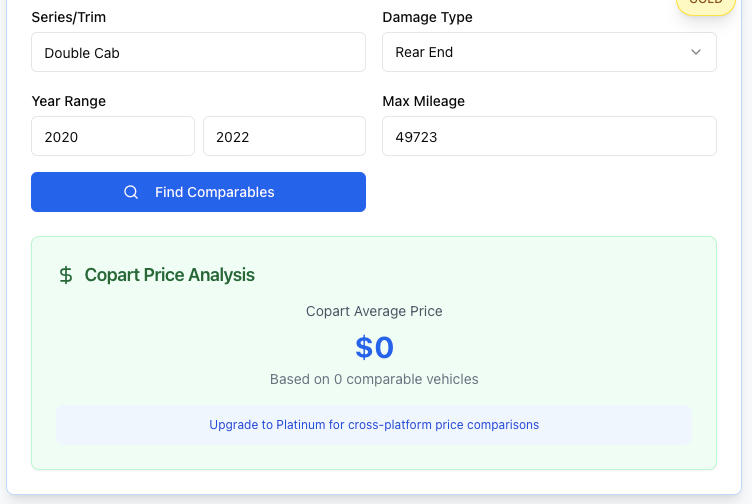 SOLD
Series/Trim
Damage Type
Double Cab
Rear End
Year Range
Max Mileage
2020
2022
49723
Find Comparables
Copart Price Analysis
Copart Average Price
$0
Based on 0 comparable vehicles
Upgrade to Platinum for cross-platform price comparisons